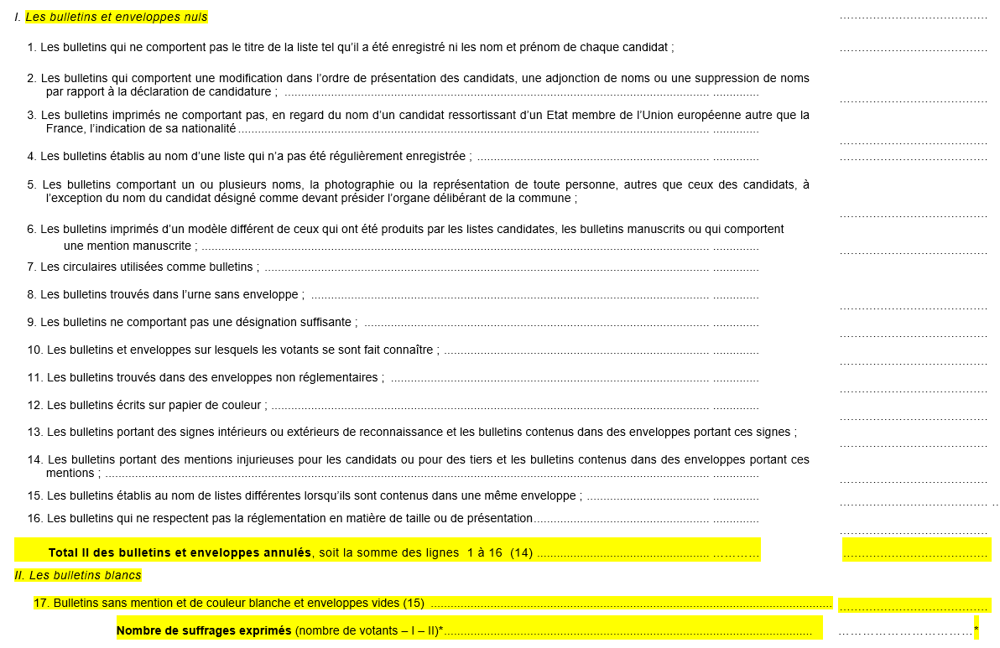 I. Les bulletins et enveloppes nuls ............................................
1. Les bulletins qui ne comportent pas le titre de la liste tel qu’il a été enregistré ni les nom et prénom de chaque candidat ; ............................................
2. Les bulletins qui comportent une modification dans l’ordre de présentation des candidats, une adjonction de noms ou une suppression de noms
par rapport à la déclaration de candidature ; ............................................
3. Les bulletins imprimés ne comportant pas, en regard du nom d’un candidat ressortissant d’un Etat membre de l’Union européenne autre que la
France, l’indication de sa nationalité ............................................
4. Les bulletins établis au nom d’une liste qui n’a pas été régulièrement enregistrée ; ............................................
5. Les bulletins comportant un ou plusieurs noms, la photographie ou la représentation de toute personne, autres que ceux des candidats, à
l’exception du nom du candidat désigné comme devant présider l’organe délibérant de la commune ;
6. Les bulletins imprimés d’un modèle différent de ceux qui ont été produits par les listes candidates, les bulletins manuscrits ou qui comportent
une mention manuscrite ; ............................................
7. Les circulaires utilisées comme bulletins ; ............................................
8. Les bulletins trouvés dans l’urne sans enveloppe ; ............................................
9. Les bulletins ne comportant pas une désignation suffisante ; ............................................
10. Les bulletins et enveloppes sur lesquels les votants se sont fait connaître ; ............................................
11. Les bulletins trouvés dans des enveloppes non réglementaires ; ............................................
12. Les bulletins écrits sur papier de couleur ; ............................................
13. Les bulletins portant des signes intérieurs ou extérieurs de reconnaissance et les bulletins contenus dans des enveloppes portant ces signes ;
14. Les bulletins portant des mentions injurieuses pour les candidats ou pour des tiers et les bulletins contenus dans des enveloppes portant ces
mentions ; ............................................
15. Les bulletins établis au nom de listes différentes lorsqu’ils sont contenus dans une même enveloppe ; ............................................
16. Les bulletins qui ne respectent pas la réglementation en matière de taille ou de présentation ............................................
Total II des bulletins et enveloppes annulés, soit la somme des lignes 1 à 16 (14) ............................................
II. Les bulletins blancs
17. Bulletins sans mention et de couleur blanche et enveloppes vides (15) ............................................
Nombre de suffrages exprimés (nombre de votants – I – II)* ............................................ *